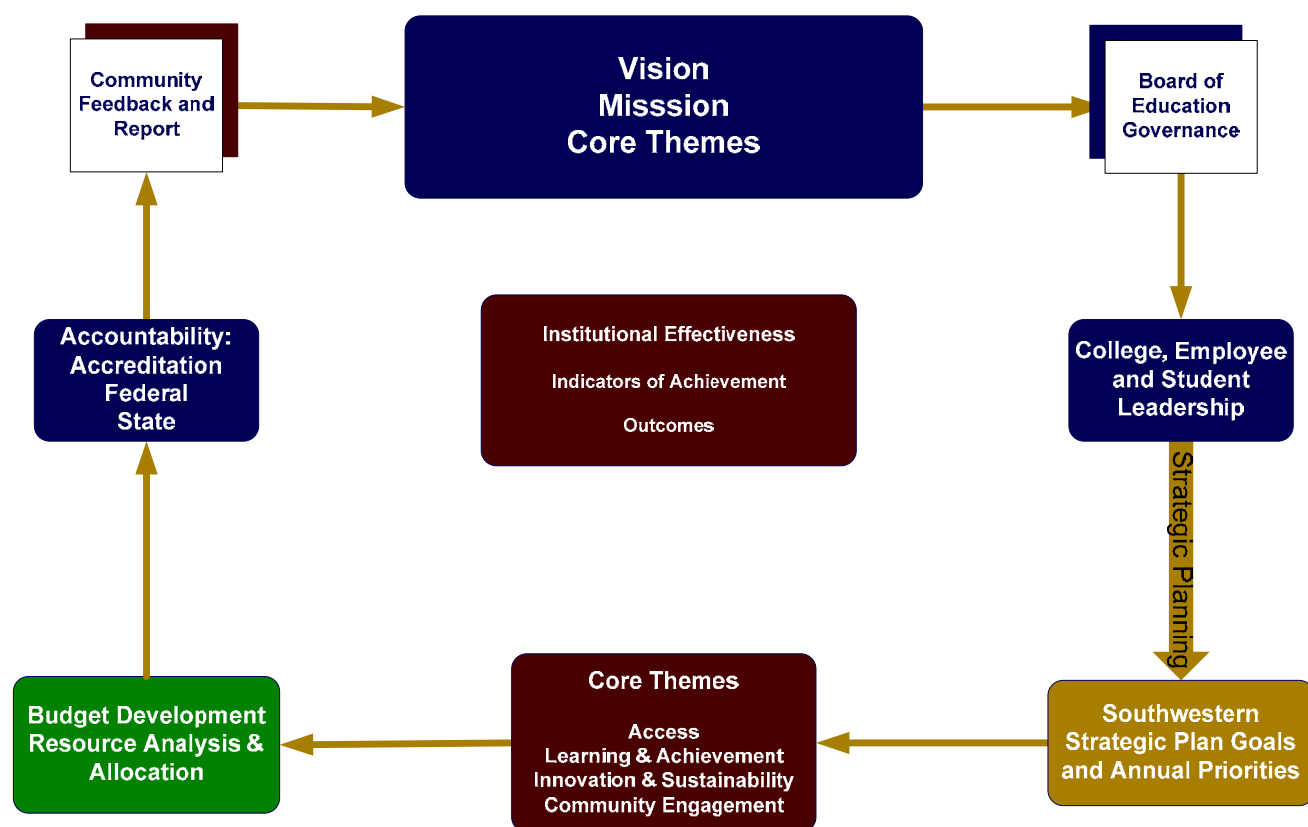 Community
Feedback and
Report
Vision
Misssion
Core Themes
Board of
Education
Governance
Accountability:
Accreditation
Federal
State
Institutional Effectiveness
Indicators of Achievement
Outcomes
College, Employee
and Student
Leadership
Strategic Planning
Budget Development
Resource Analysis &
Allocation
Core Themes
Access
Learning & Achievement
Innovation & Sustainability
Community Engagement
Southwestern
Strategic Plan Goals
and Annual Priorities